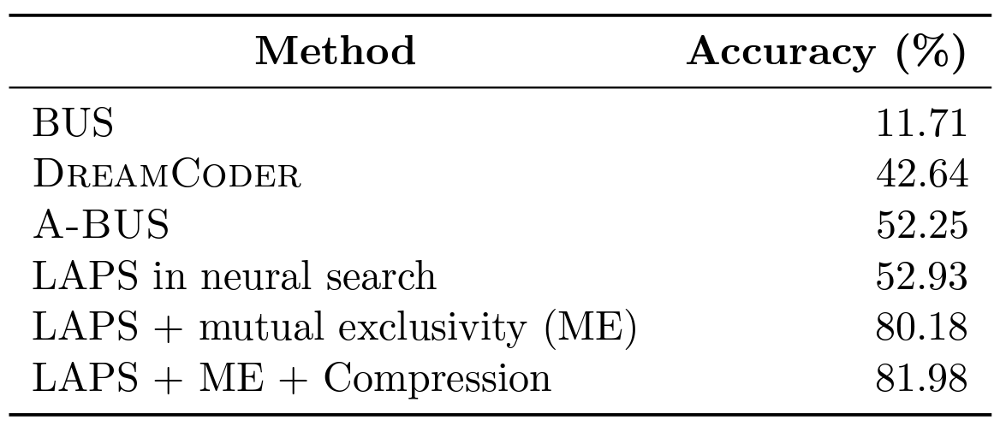 Method Accuracy (%)
BUS 11.71
DREAMCODER 42.64
A-BUS 52.25
LAPS in neural search 52.93
LAPS + mutual exclusivity (ME) 80.18
LAPS + ME + Compression 81.98